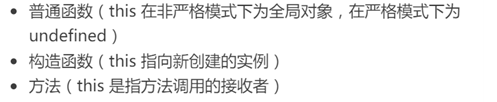 • 普通函数（this 在非严格模式下为全局对象，在严格模式下为
undefined）
• 构造函数（this 指向新创建的实例）
• 方法（this 是指方法调用的接收者）